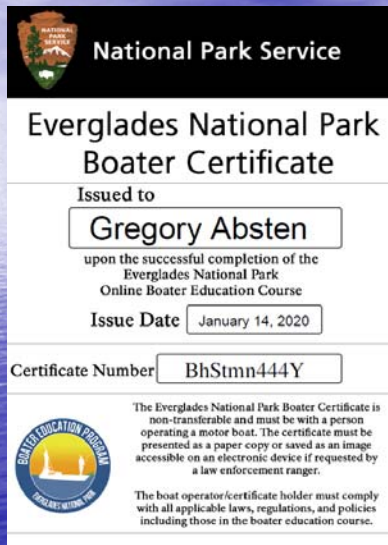 NATIONAL
PARK
SERVICE
National Park Service
Everglades National Park
Boater Certificate
Issued to
Gregory Absten
upon the successful completion of the
Everglades National Park
Online Boater Education Course
Issue Date January 14, 2020
Certificate Number BhStmn444Y
The Everglades National Park Boater Certificate is
non-transferable and must be with a person
operating a motor boat. The certificate must be
presented as a paper copy or saved as an image
accessible on an electronic device if requested by
a law enforcement ranger.
The boat operator/certificate holder must comply
with all applicable laws, regulations, and policies
including those in the boater education course.
BOATER EDUCATION PROGRAM
EVERGLADES NATIONAL PARK